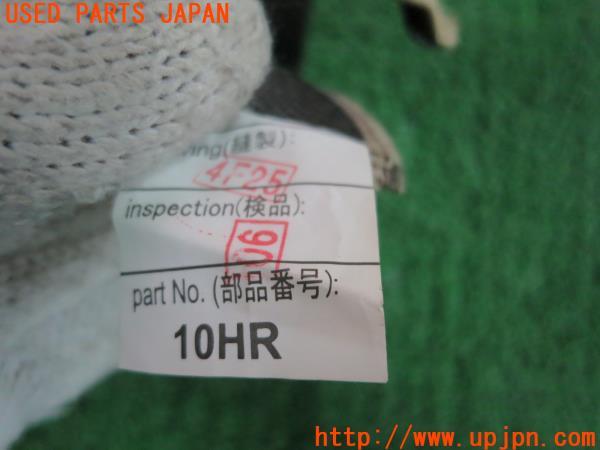 USED PARTS JAPAN
ing(縫製):
4F25
inspection(検品):
06
part No. (部品番号):
10HR
http://www.upjpn.com